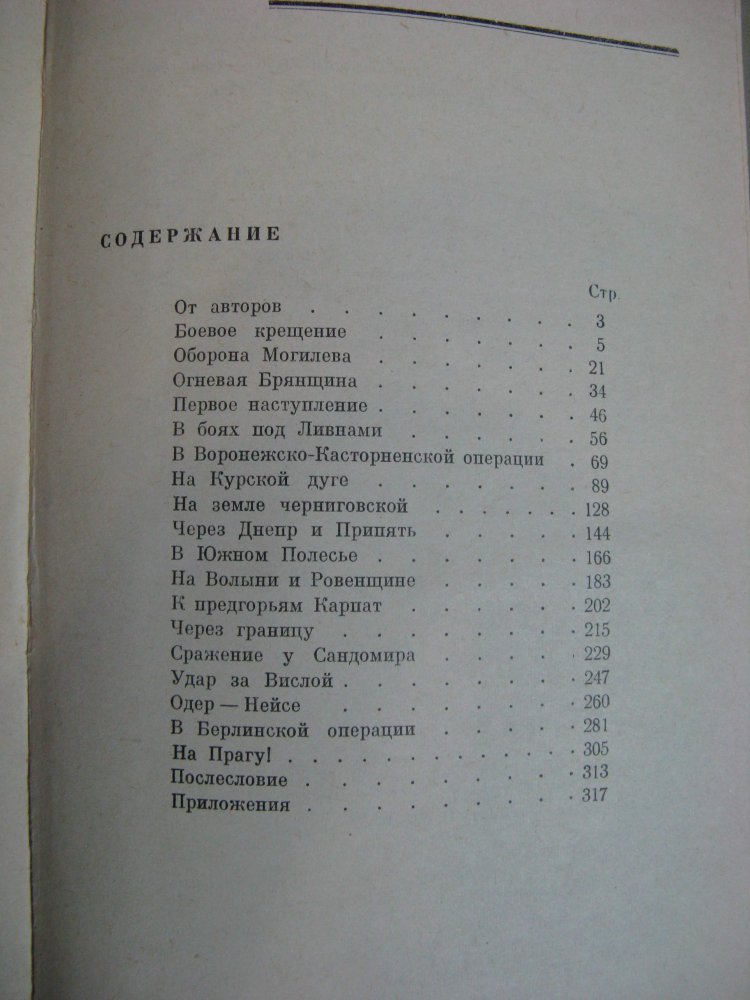 СОДЕРЖАНИЕ
Стр.
От авторов . . . . . . . . . 3
Боевое крещение . . . . . . . 5
Оборона Могилева . . . . . . . 21
Огневая Брянщина . . . . . . . 34
Первое наступление . . . . . . . 46
В боях под Ливнами . . . . . . 56
В Воронежско-Касторненской операции . 69
На Курской дуге . . . . . . . 89
На земле черниговской . . . . . . . 128
Через Днепр и Припять . . . . . 144
В Южном Полесье . . . . . . . 166
На Волыни и Ровенщине . . . . . 183
К предгорьям Карпат . . . . . . 202
Через границу . . . . . . . . 215
Сражение у Сандомира . . . . . 229
Удар за Вислой . . . . . . . . 247
Одер — Нейсе . . . . . . . . 260
В Берлинской операции . . . . . 281
На Прагу! . . . . . . . . . . . . 305
Послесловие . . . . . . . . . 313
Приложения . . . . . . . . . 317